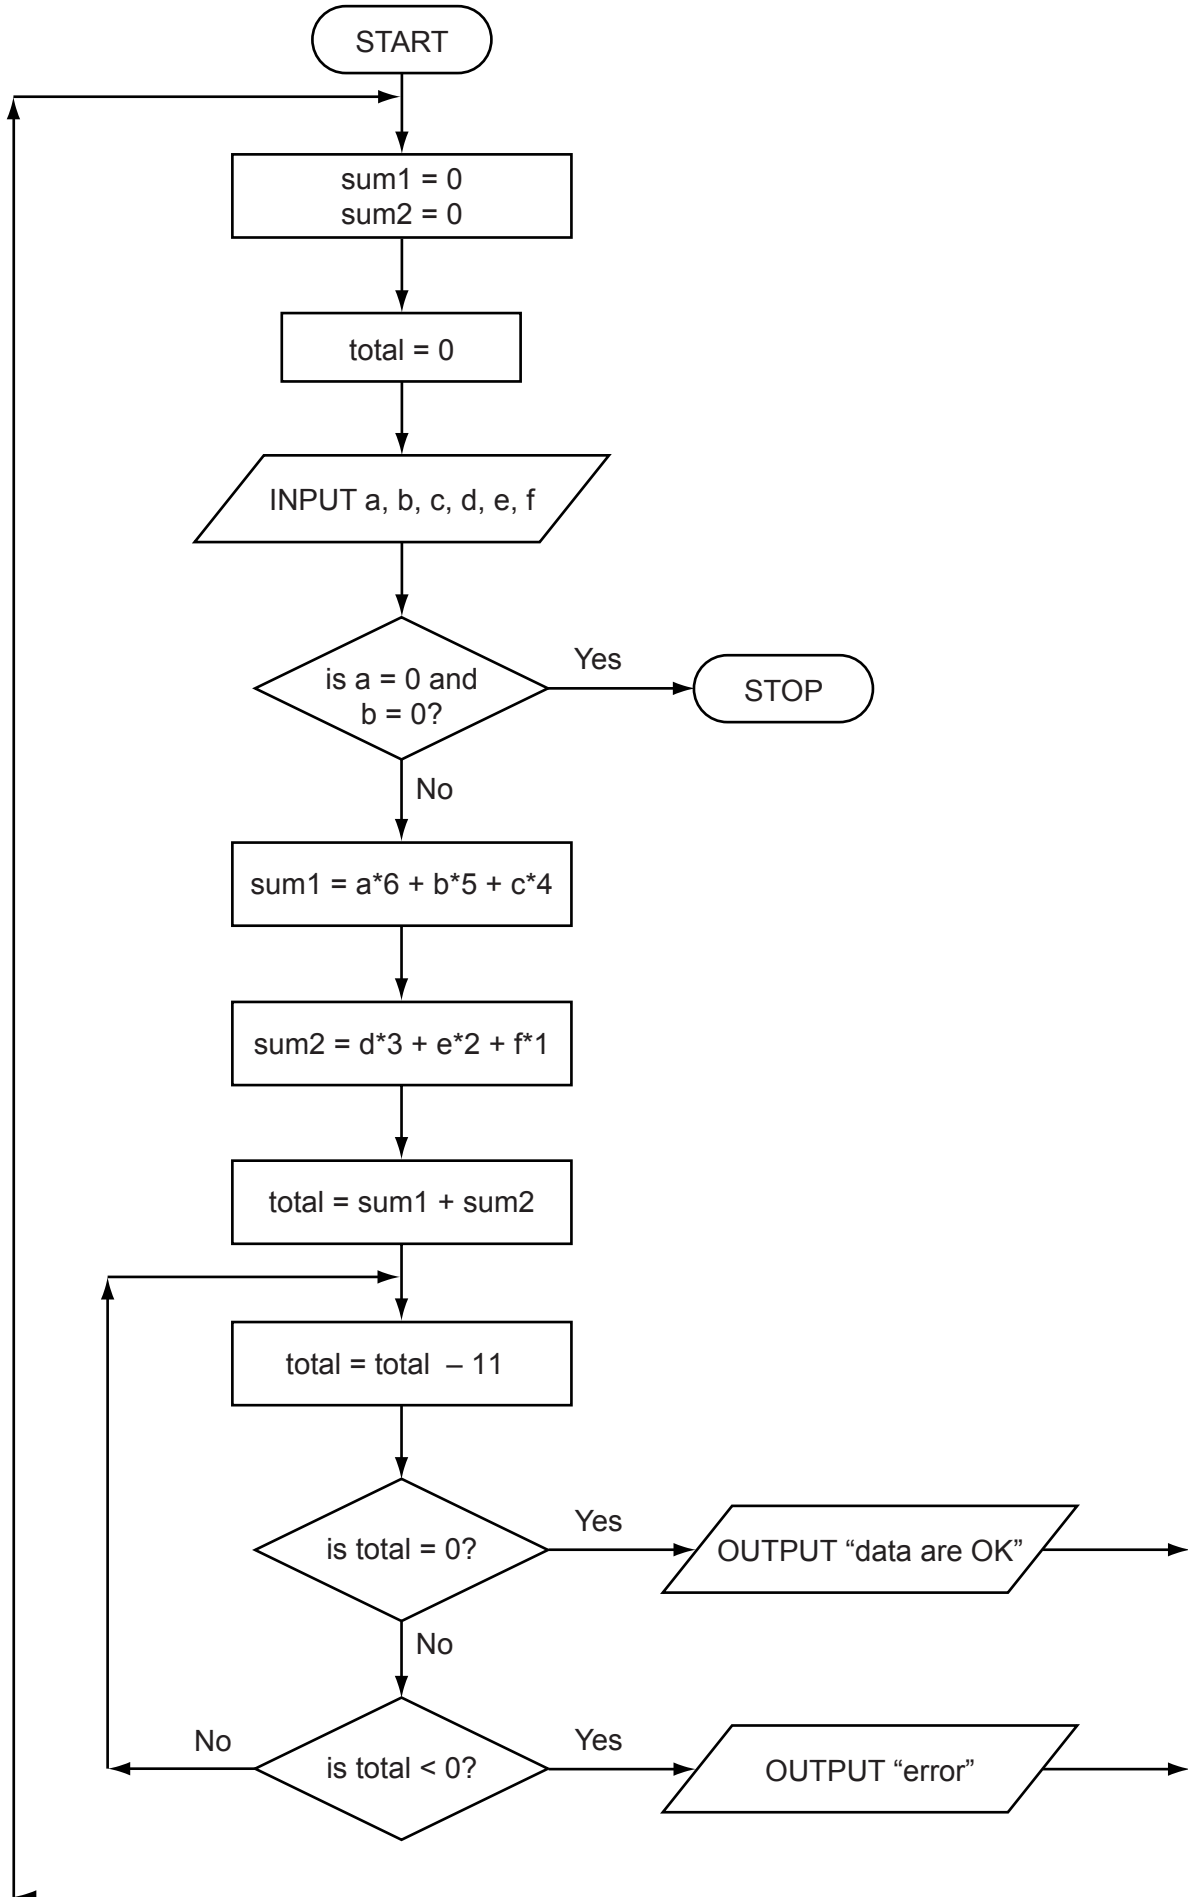 START
sum1 = 0
sum2 = 0
total = 0
INPUT a, b, c, d, e, f
is a = 0 and
b = 0?
Yes
STOP
No
sum1 = a*6 + b*5 + c*4
sum2 = d*3 + e*2 + f*1
total = sum1 + sum2
total = total – 11
is total = 0?
Yes
OUTPUT “data are OK”
No
is total < 0?
No
Yes
OUTPUT “error”